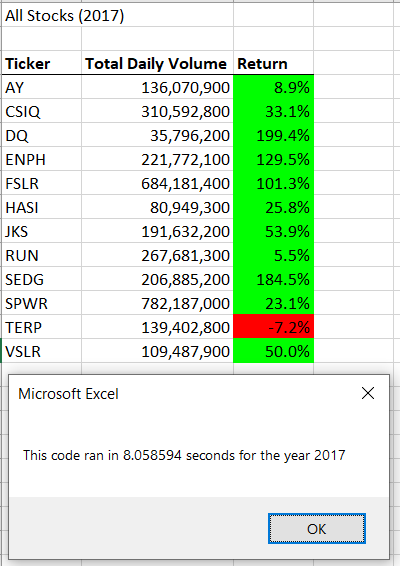 All Stocks (2017)
Ticker Total Daily Volume Return
AY 136,070,900 8.9%
CSIQ 310,592,800 33.1%
DQ 35,796,200 199.4%
ENPH 221,772,100 129.5%
FSLR 684,181,400 101.3%
HASI 80,949,300 25.8%
JKS 191,632,200 53.9%
RUN 267,681,300 5.5%
SEDG 206,885,200 184.5%
SPWR 782,187,000 23.1%
TERP 139,402,800 -7.2%
VSLR 109,487,900 50.0%
Microsoft Excel
This code ran in 8.058594 seconds for the year 2017
OK